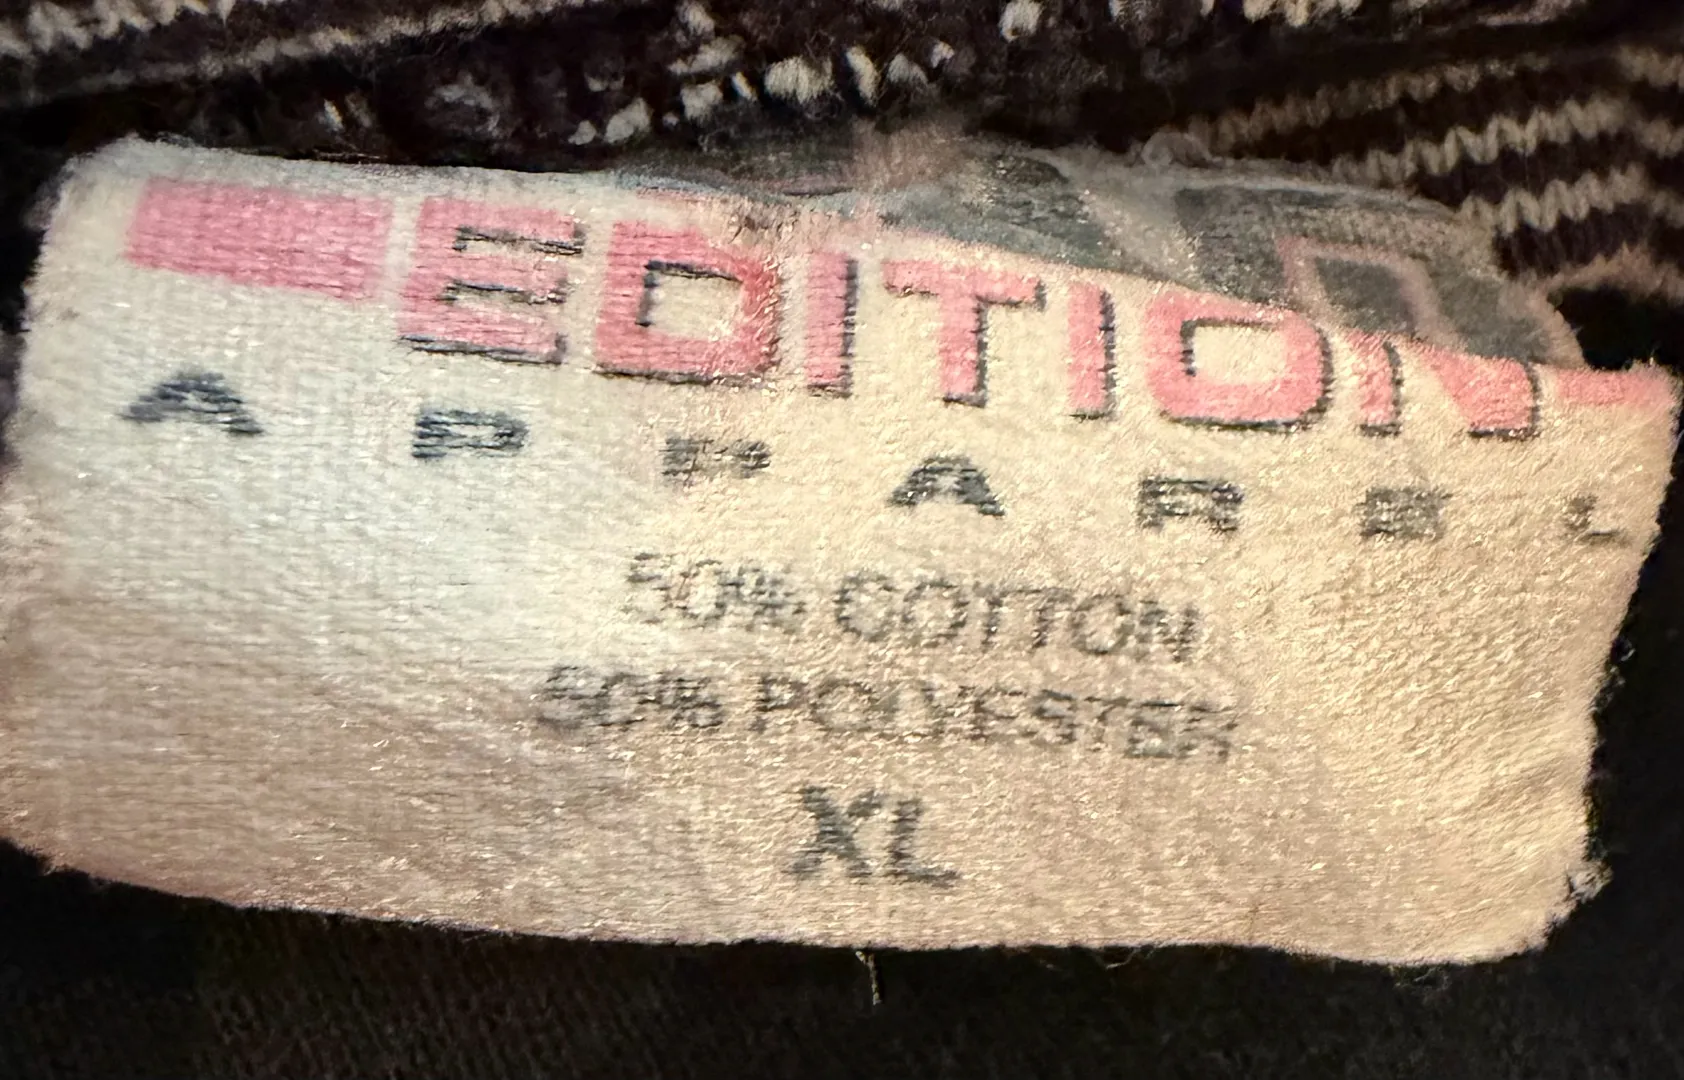 EDITION
APPAREL
50% COTTON
50% POLYESTER
XL